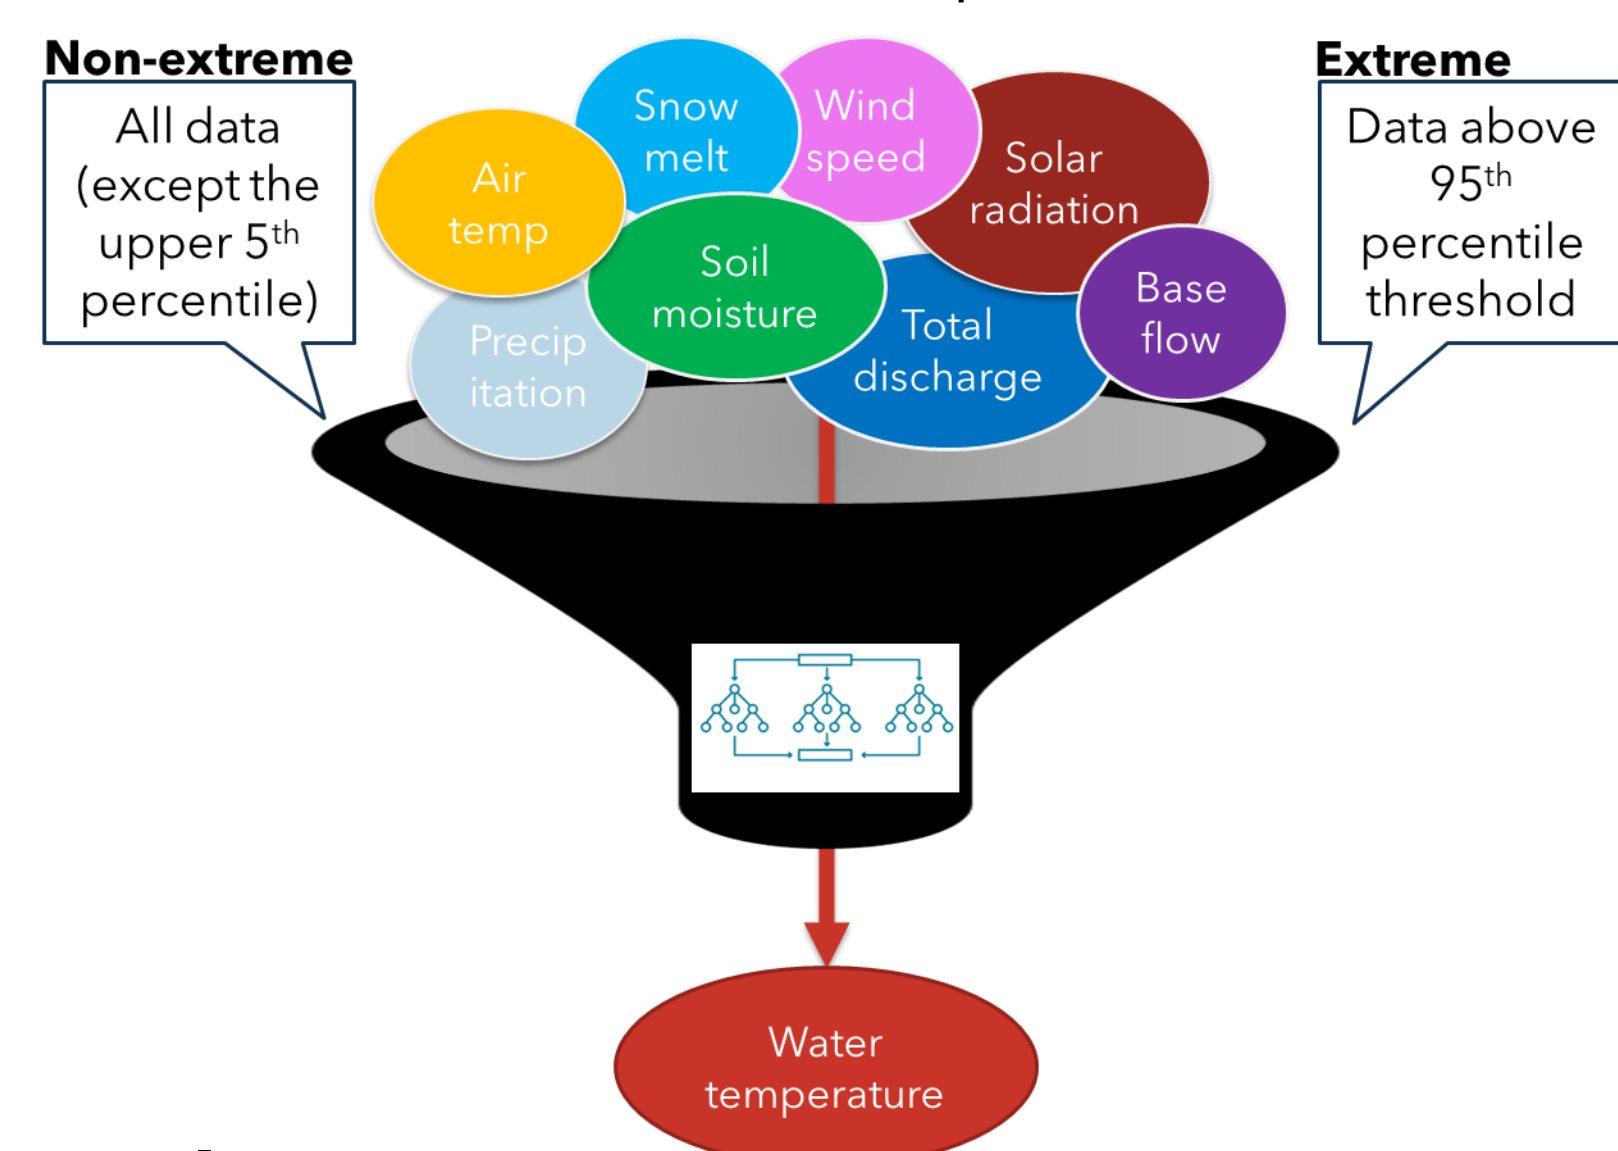 Non-extreme
All data
(except the
upper 5th
percentile)
Snow
melt
Wind
speed
Solar
radiation
Air
temp
Soil
moisture
Base
flow
Total
discharge
Precip
itation
Extreme
Data above
95th
percentile
threshold
Water
temperature